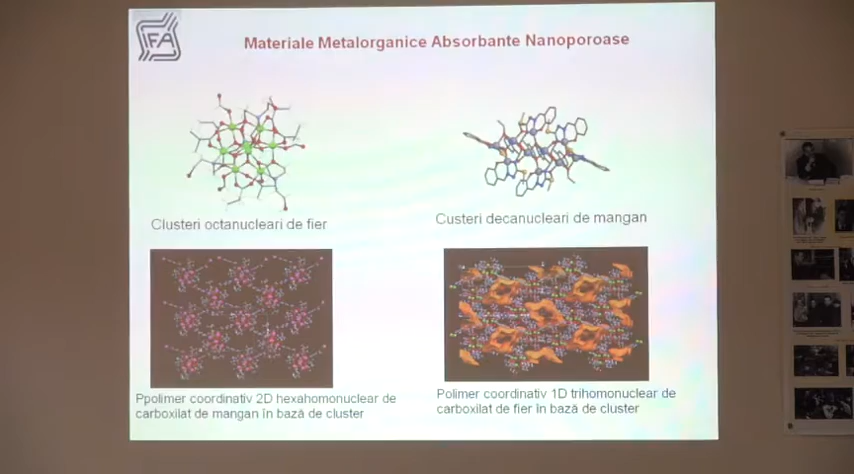 IFA
Materiale Metalorganice Absorbante Nanoporoase
Clusteri octanucleari de fier
Custeri decanucleari de mangan
Ppolimer coordinativ 2D hexahomonuclear de
carboxilat de mangan în bază de cluster
Polimer coordinativ 1D trihomonuclear de
carboxilat de fier în bază de cluster